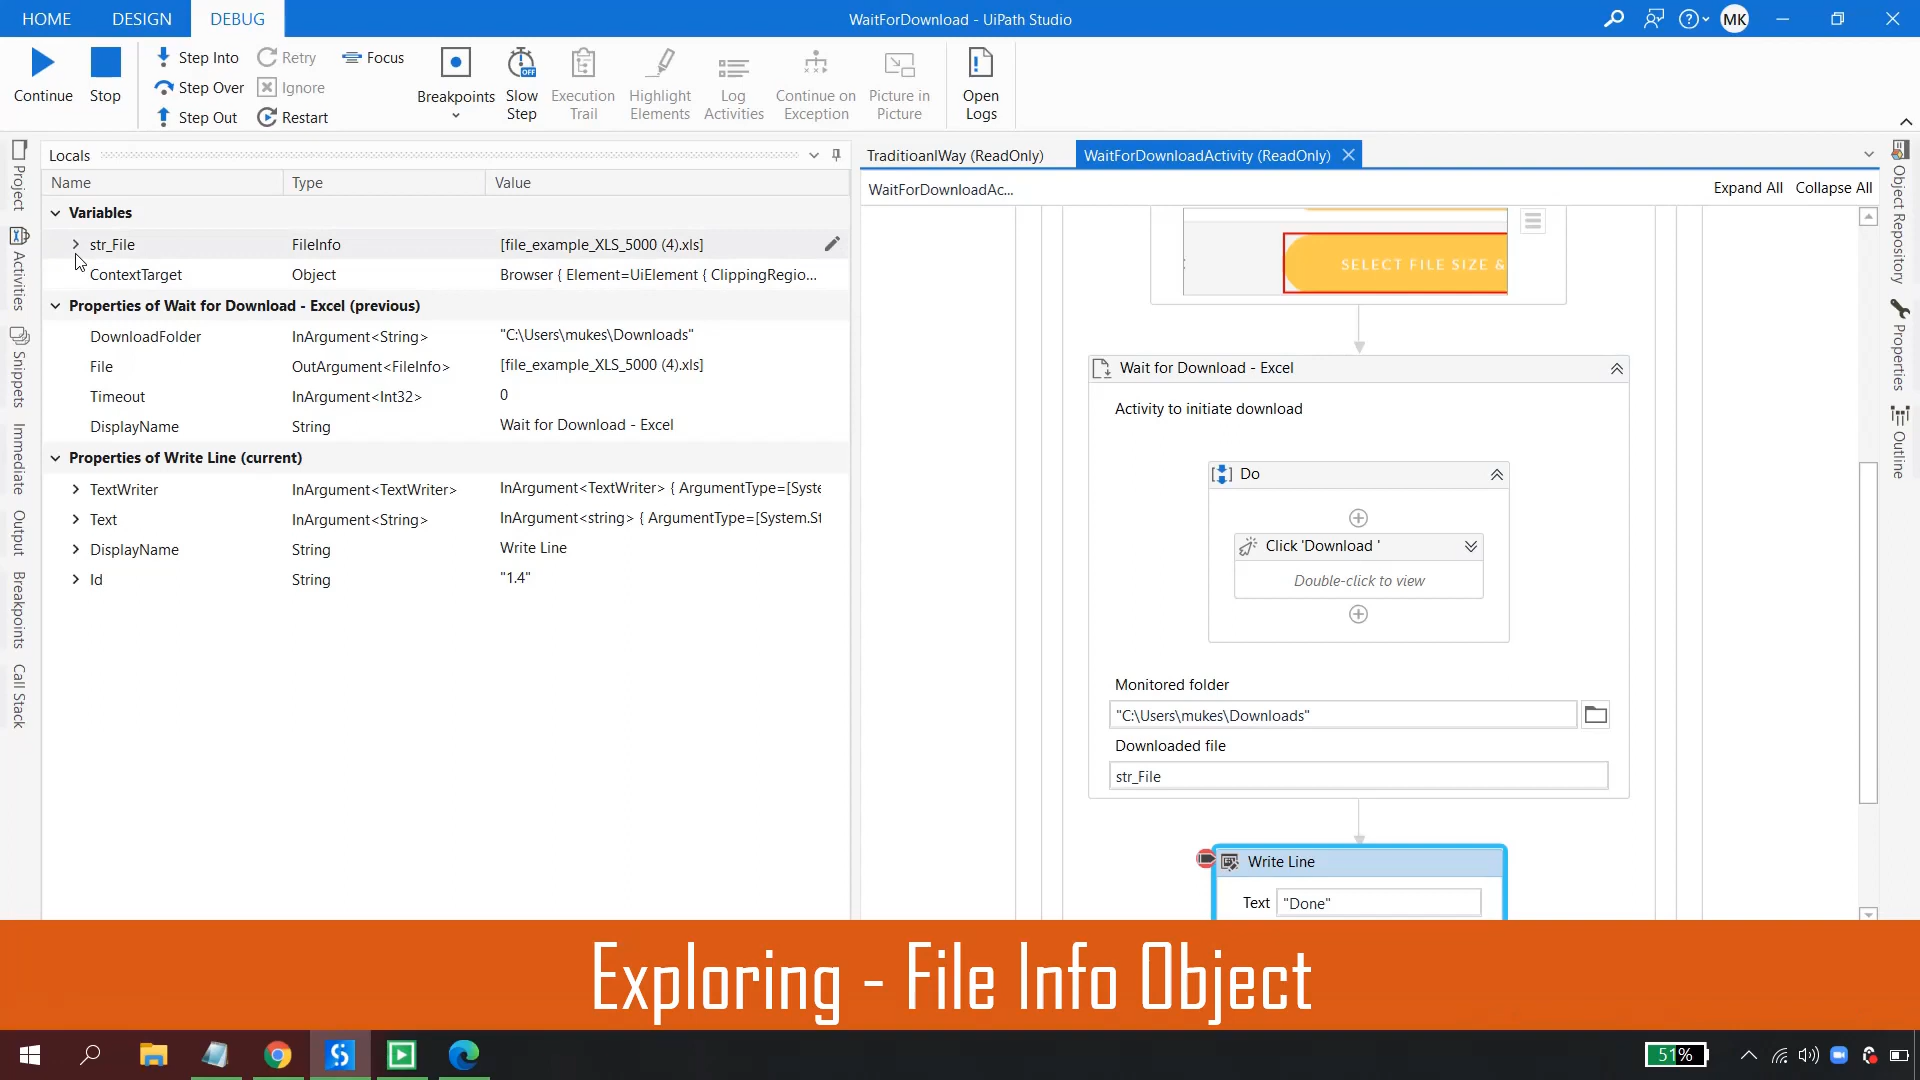 HOME DESIGN DEBUG WaitForDownload - UiPath Studio MK
Continue Stop
Step Into Retry Focus
Step Over Ignore
Step Out Restart
Breakpoints Slow Step OFF Execution Trail Highlight Elements Log Activities Continue on Exception Picture in Picture Open Logs
Project
Activities
Snippets
Immediate
Output
Breakpoints
Call Stack
Locals
Name Type Value
Variables
str_File FileInfo [file_example_XLS_5000 (4).xls]
ContextTarget Object Browser { Element=UiElement { ClippingRegio...
Properties of Wait for Download - Excel (previous)
DownloadFolder InArgument<String> "C:\Users\mukes\Downloads"
File OutArgument<FileInfo> [file_example_XLS_5000 (4).xls]
Timeout InArgument<Int32> 0
DisplayName String Wait for Download - Excel
Properties of Write Line (current)
TextWriter InArgument<TextWriter> InArgument<TextWriter> { ArgumentType=[Syste
Text InArgument<String> InArgument<string> { ArgumentType=[System.St
DisplayName String Write Line
Id String "1.4"
TraditioanlWay (ReadOnly) WaitForDownloadActivity (ReadOnly)
WaitForDownloadAc... Expand All Collapse All
SELECT FILE SIZE &
Wait for Download - Excel
Activity to initiate download
Do
Click 'Download '
Double-click to view
Monitored folder
"C:\Users\mukes\Downloads"
Downloaded file
str_File
Write Line
Text "Done"
Object Repository
Properties
Outline
Exploring - File Info Object
51%